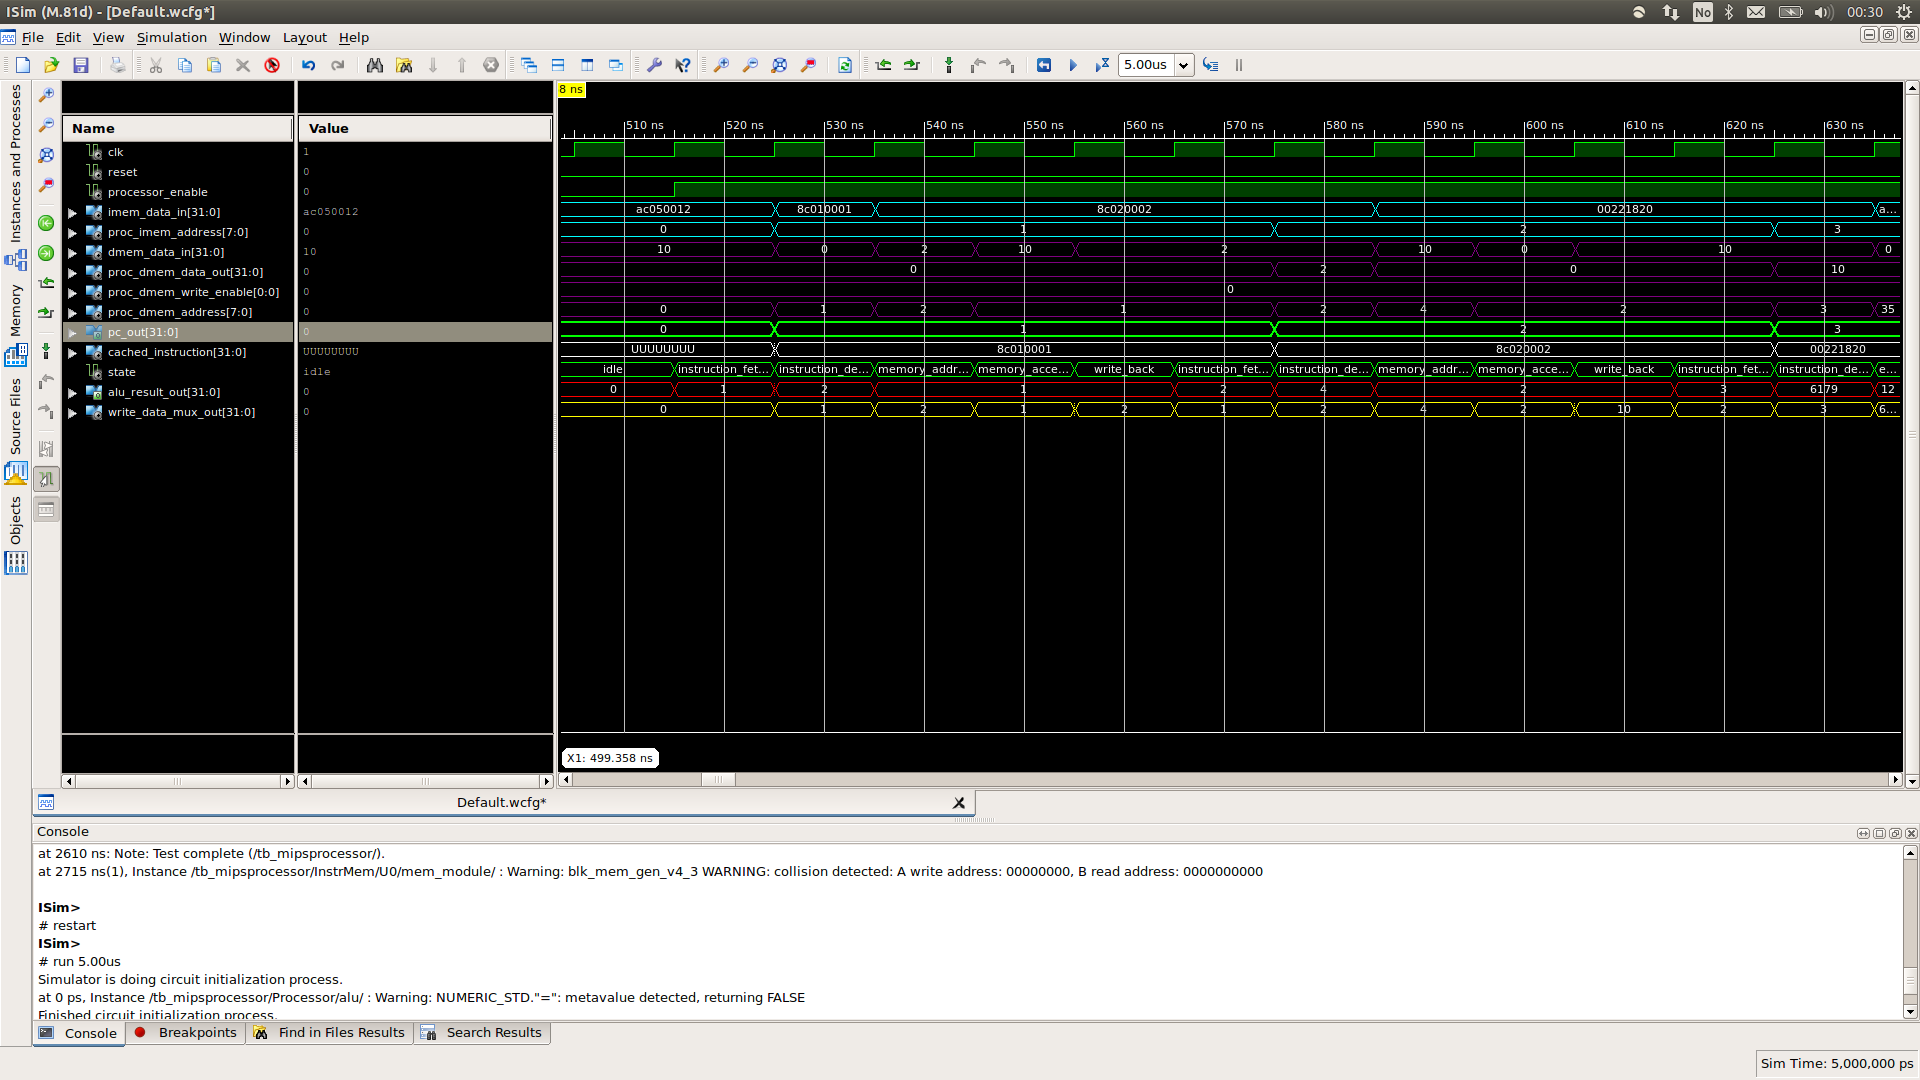 ISim (M.81d) - [Default.wcfg*]
No
00:30
File Edit View Simulation Window Layout Help
5.00us
Instances and Processes
Memory
Source Files
Objects
8 ns
Name Value
510 ns 520 ns 530 ns 540 ns 550 ns 560 ns 570 ns 580 ns 590 ns 600 ns 610 ns 620 ns 630 ns
clk 1
reset 0
processor_enable 0
imem_data_in[31:0] ac050012 ac050012 8c010001 8c020002 00221820 a...
proc_imem_address[7:0] 0 0 1 2 3
dmem_data_in[31:0] 10 10 0 2 10 2 10 0 10 0
proc_dmem_data_out[31:0] 0 0 2 0 10
proc_dmem_write_enable[0:0] 0 0
proc_dmem_address[7:0] 0 0 1 2 1 2 4 2 3 35
pc_out[31:0] 0 0 1 2 3
cached_instruction[31:0] UUUUUUUU UUUUUUUU 8c010001 8c020002 00221820
state idle idle instruction_fet... instruction_de... memory_addr... memory_acce... write_back instruction_fet... instruction_de... memory_addr... memory_acce... write_back instruction_fet... instruction_de... e...
alu_result_out[31:0] 0 0 1 2 1 2 4 2 3 6179 12
write_data_mux_out[31:0] 0 0 1 2 1 2 1 2 4 2 10 2 3 6...
X1: 499.358 ns
Default.wcfg*
Console
at 2610 ns: Note: Test complete (/tb_mipsprocessor/).
at 2715 ns(1), Instance /tb_mipsprocessor/InstrMem/U0/mem_module/ : Warning: blk_mem_gen_v4_3 WARNING: collision detected: A write address: 00000000, B read address: 0000000000
ISim>
# restart
ISim>
# run 5.00us
Simulator is doing circuit initialization process.
at 0 ps, Instance /tb_mipsprocessor/Processor/alu/ : Warning: NUMERIC_STD."=": metavalue detected, returning FALSE
Finished circuit initialization process.
Console Breakpoints Find in Files Results Search Results
Sim Time: 5,000,000 ps